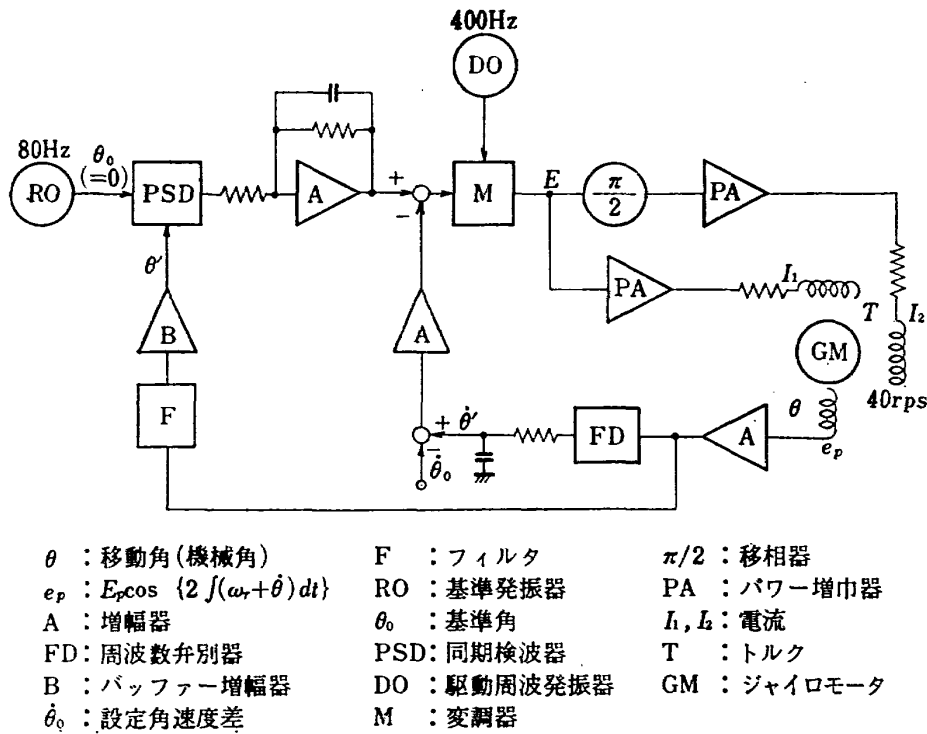 400Hz
DO
80Hz
RO
θ₀
(=0)
PSD
A
+
−
M
E
π/2
PA
θ′
PA
I₁
T
I₂
B
A
GM
40rps
F
+
θ̇′
FD
A
θ
eₚ
−
θ̇₀
θ :移動角(機械角)
eₚ :Eₚcos {2∫(ωᵣ+θ̇)dt}
A :増幅器
FD:周波数弁別器
B :バッファー増幅器
θ̇₀ :設定角速度差
F :フィルタ
RO :基準発振器
θ₀ :基準角
PSD:同期検波器
DO :駆動周波発振器
M :変調器
π/2 :移相器
PA :パワー増巾器
I₁, I₂:電流
T :トルク
GM :ジャイロモータ